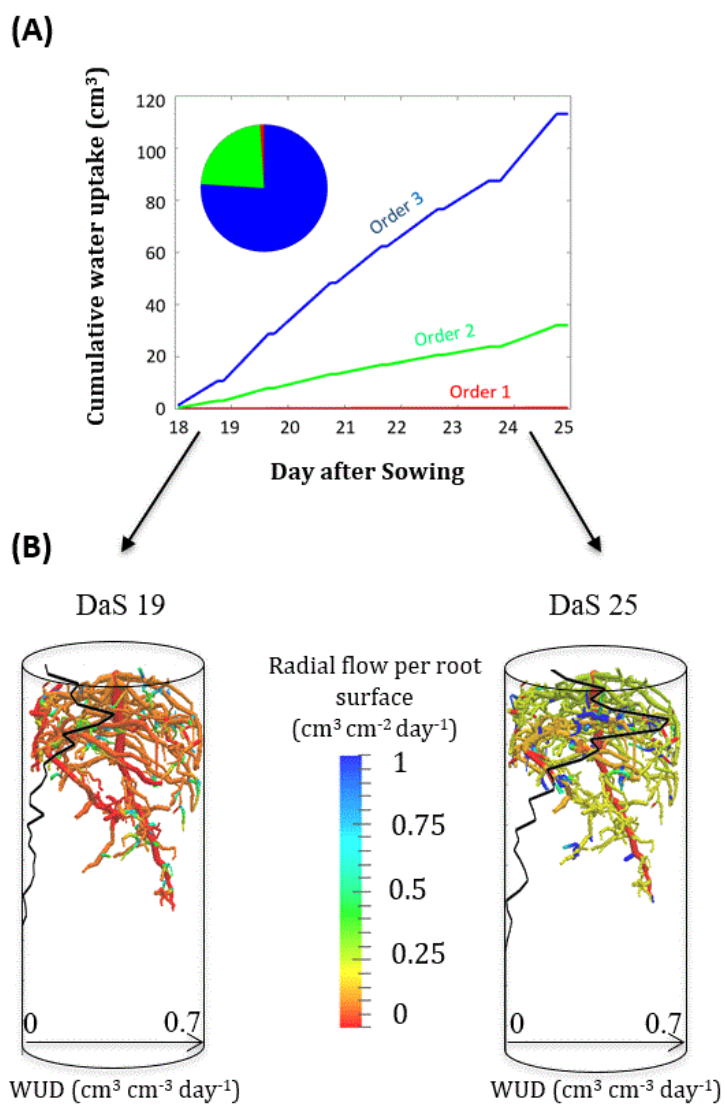 (A)
Cumulative water uptake (cm³)
120
100
80
60
40
20
0
Order 3
Order 2
Order 1
18 19 20 21 22 23 24 25
Day after Sowing
(B)
DaS 19
DaS 25
Radial flow per root
surface
(cm³ cm⁻² day⁻¹)
1
0.75
0.5
0.25
0
0 0.7
WUD (cm³ cm⁻³ day⁻¹)
0 0.7
WUD (cm³ cm⁻³ day⁻¹)